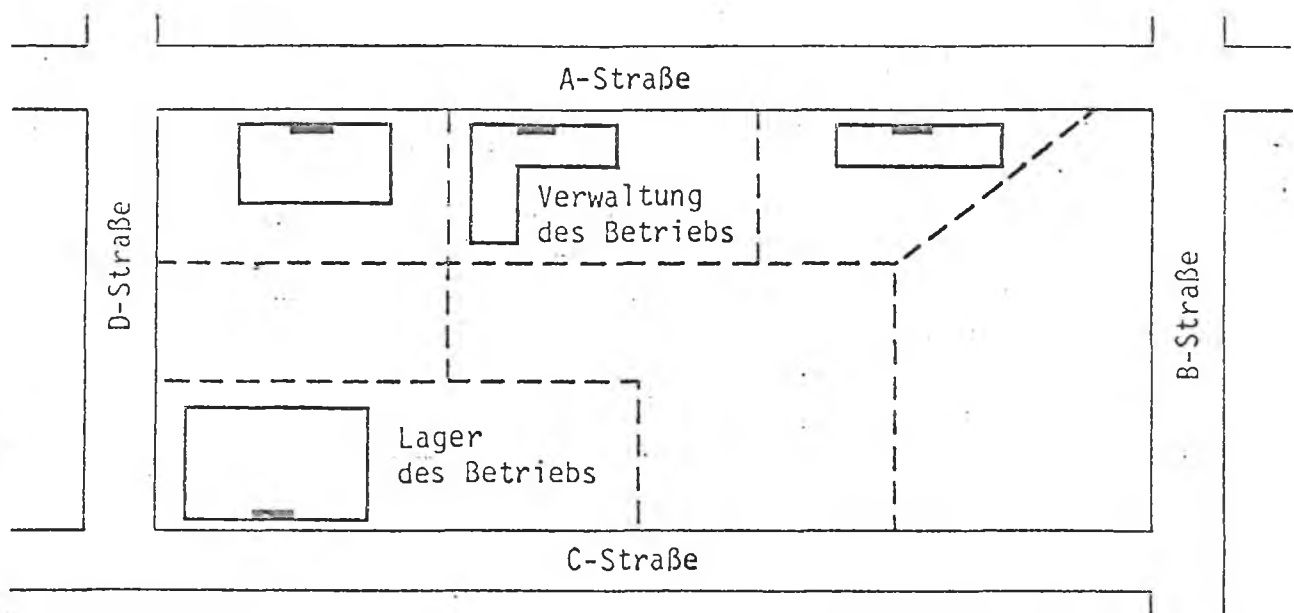 A-Straße
Verwaltung
des Betriebs
D-Straße
B-Straße
Lager
des Betriebs
C-Straße